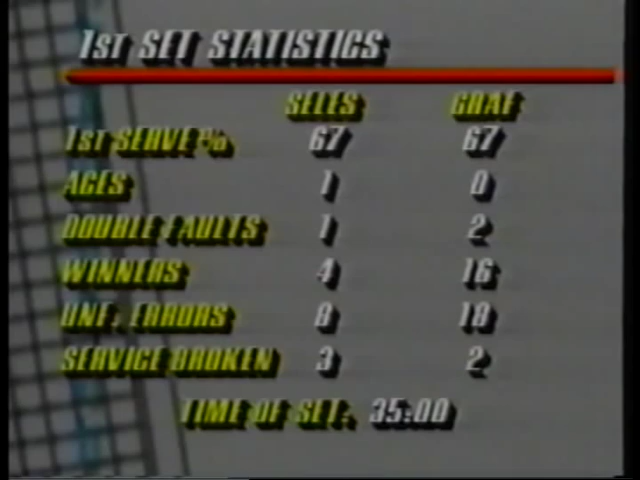 1ST SET STATISTICS
SELES GRAF
1ST SERVE% 67 67
ACES 1 0
DOUBLE FAULTS 1 2
WINNERS 4 16
UNF. ERRORS 8 18
SERVICE BROKEN 3 2
TIME OF SET: 35:00